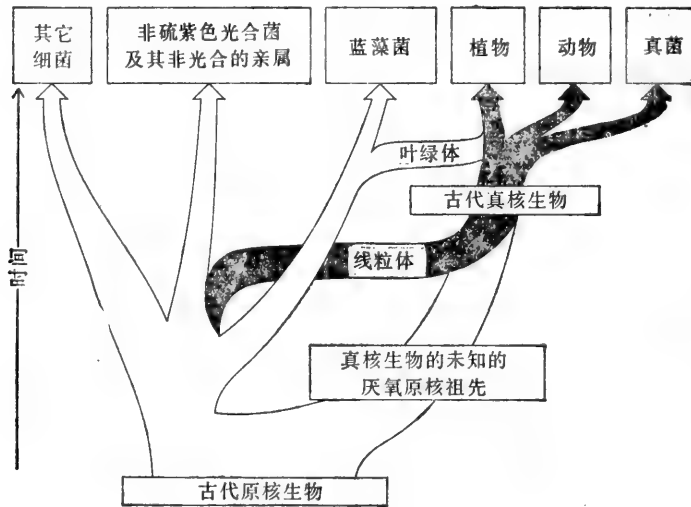 其它
细菌
非硫紫色光合菌
及其非光合的亲属
蓝藻菌
植物
动物
真菌
叶绿体
古代真核生物
线粒体
时间
真核生物的未知的
厌氧原核祖先
古代原核生物